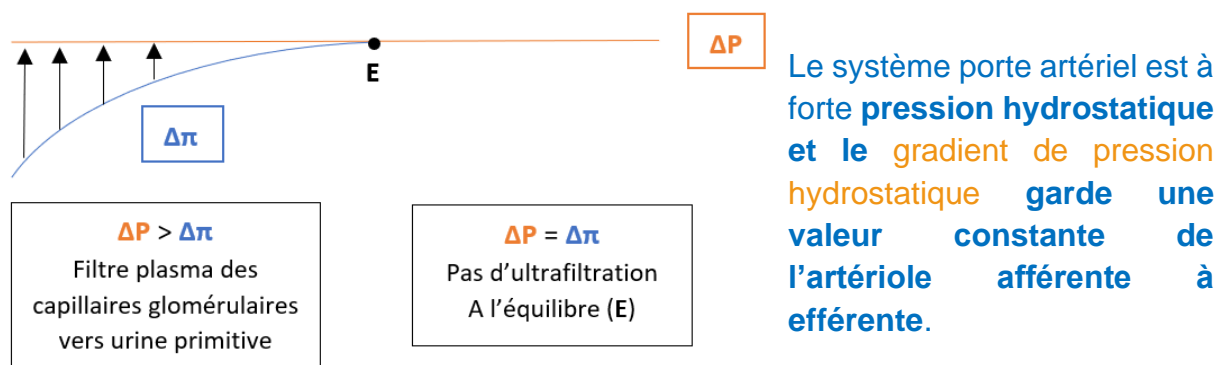 ΔP
E
Δπ
ΔP > Δπ
Filtre plasma des
capillaires glomérulaires
vers urine primitive
ΔP = Δπ
Pas d'ultrafiltration
A l'équilibre (E)
Le système porte artériel est à
forte pression hydrostatique
et le gradient de pression
hydrostatique garde une
valeur constante de
l'artériole afférente à
efférente.